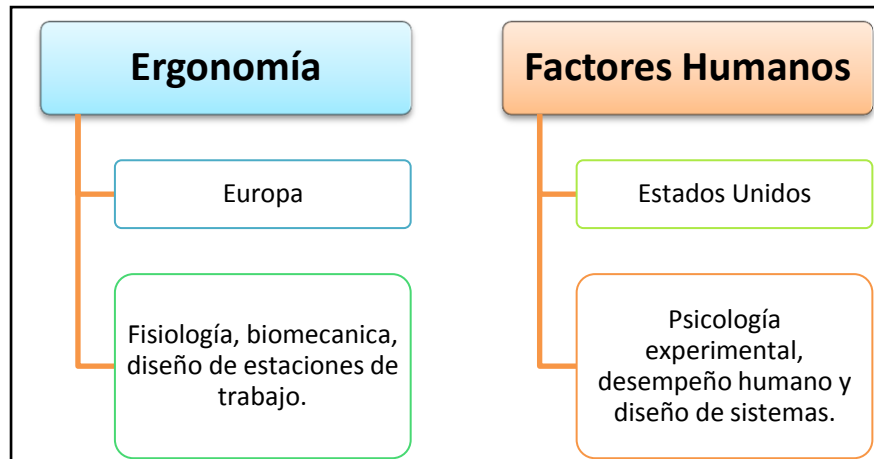 Ergonomía
Europa
Fisiología, biomecanica,
diseño de estaciones de
trabajo.
Factores Humanos
Estados Unidos
Psicología
experimental,
desempeño humano y
diseño de sistemas.